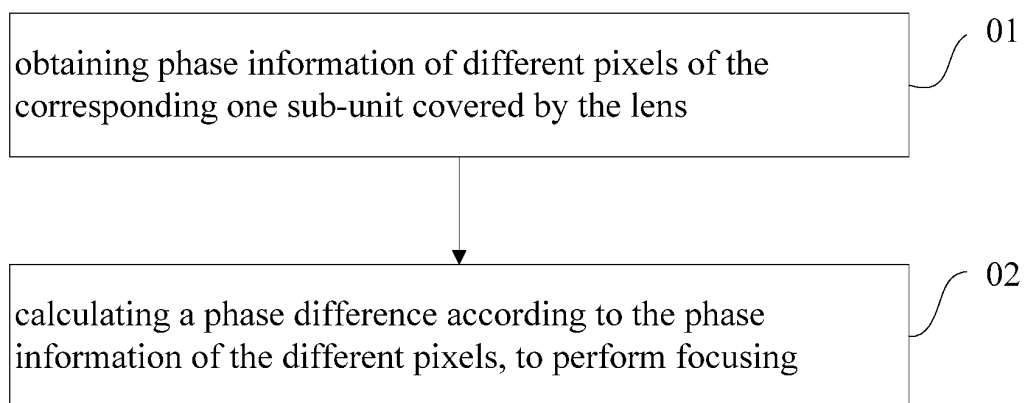 01
obtaining phase information of different pixels of the
corresponding one sub-unit covered by the lens
02
calculating a phase difference according to the phase
information of the different pixels, to perform focusing